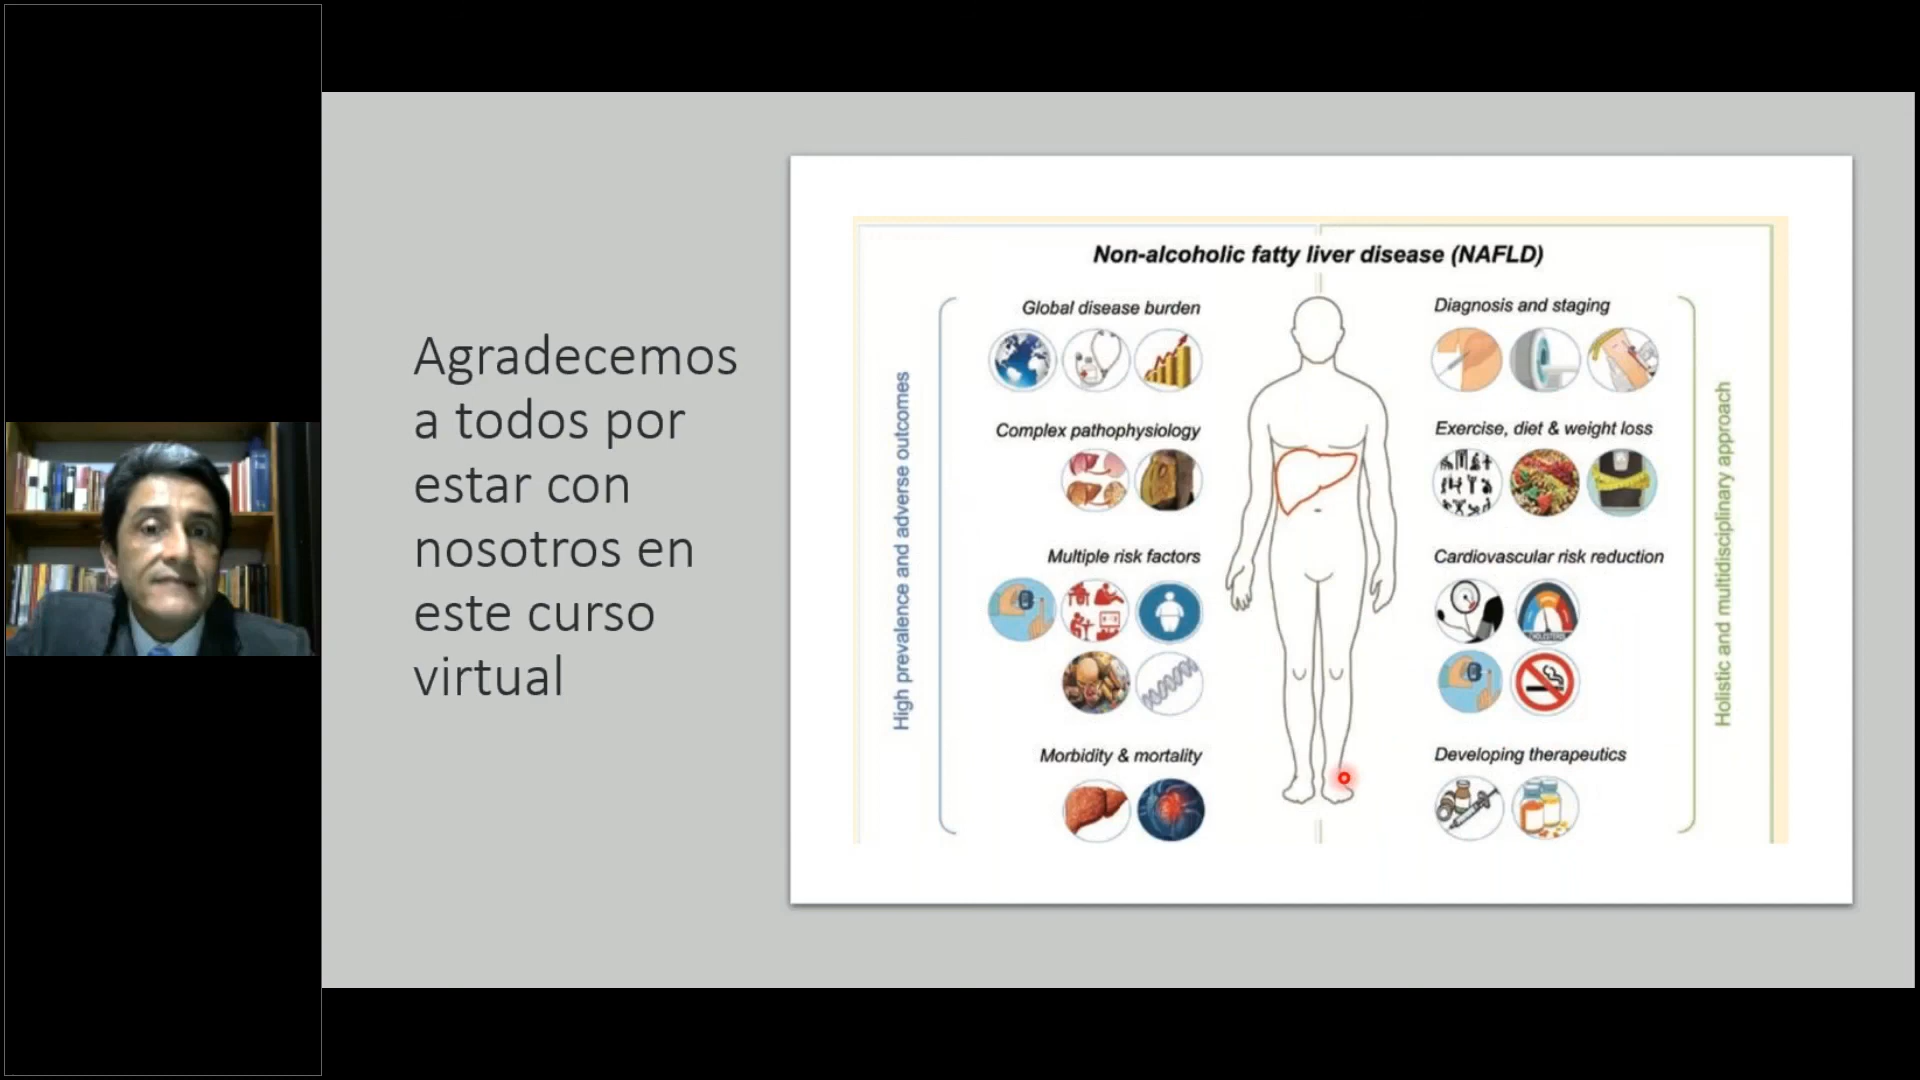 Agradecemos
a todos por
estar con
nosotros en
este curso
virtual
Non-alcoholic fatty liver disease (NAFLD)
High prevalence and adverse outcomes
Global disease burden
Complex pathophysiology
Multiple risk factors
Morbidity & mortality
Diagnosis and staging
Exercise, diet & weight loss
Cardiovascular risk reduction
CHOLESTEROL
Developing therapeutics
Holistic and multidisciplinary approach